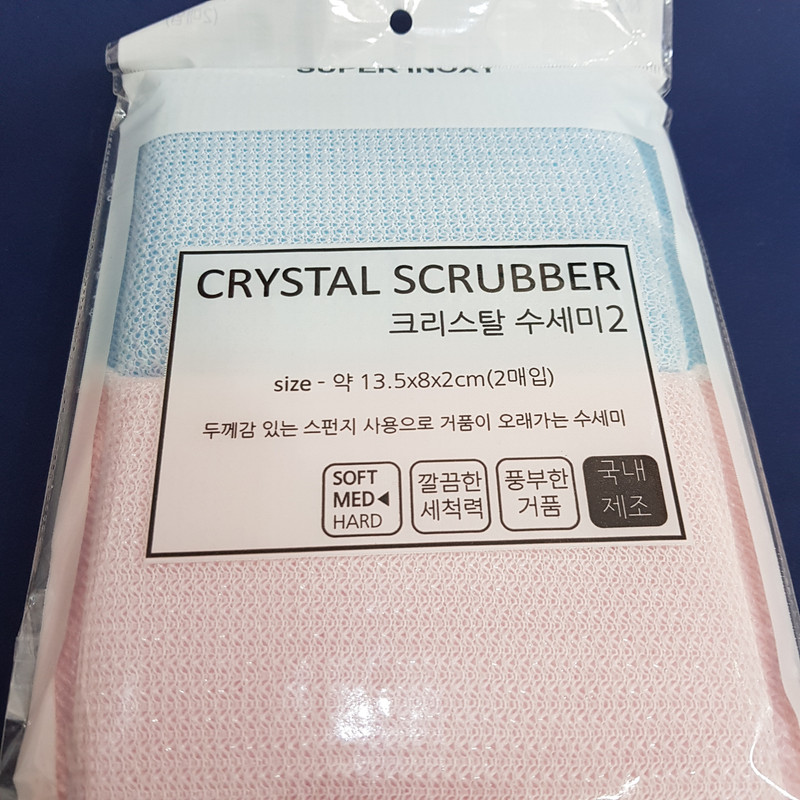 SUPER INOXY
CRYSTAL SCRUBBER
크리스탈 수세미2
size - 약 13.5x8x2cm(2매입)
두께감 있는 스펀지 사용으로 거품이 오래가는 수세미
SOFT
MED◀
HARD
깔끔한
세척력
풍부한
거품
국내
제조